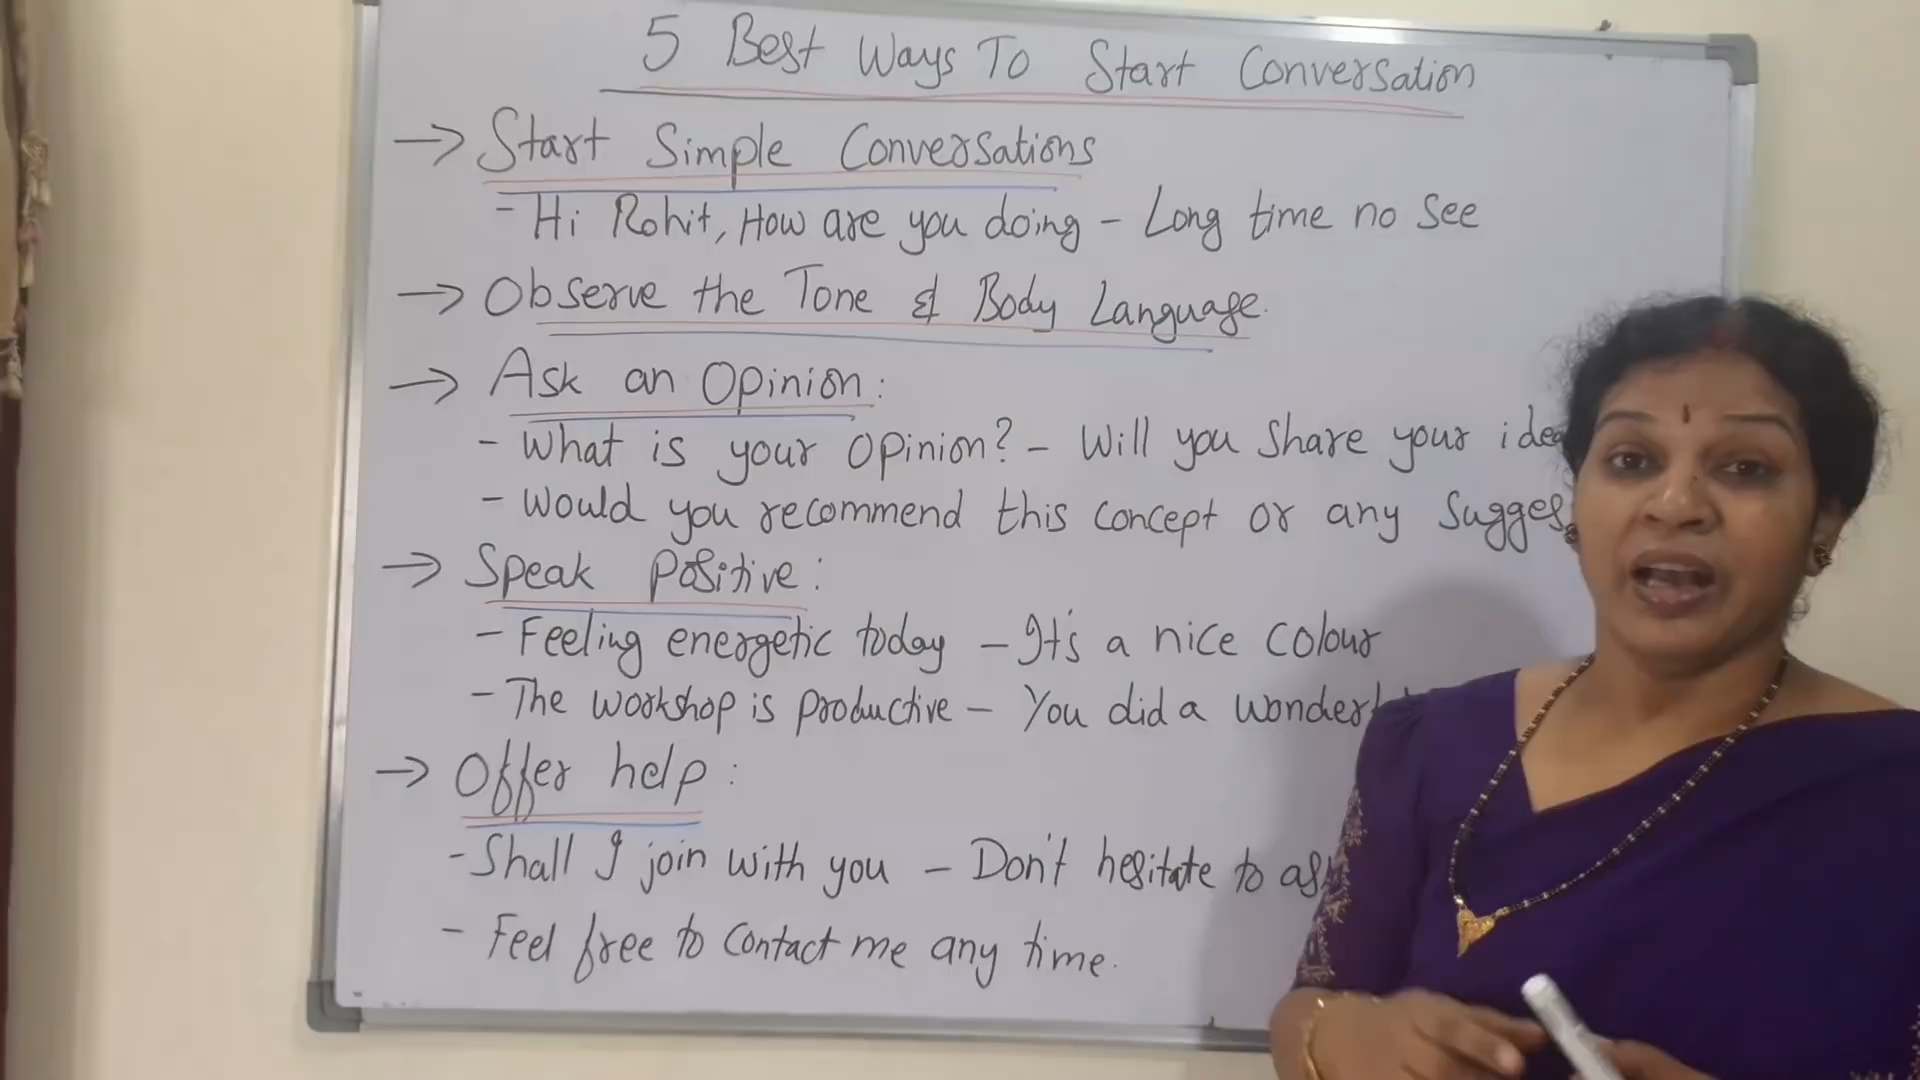 5 Best Ways To Start Conversation
→ Start Simple Conversations
- Hi Rohit, How are you doing - Long time no see
→ Observe the Tone & Body Language.
→ Ask an Opinion:
- What is your opinion? - Will you share your
- Would you recommend this concept or any
→ Speak Positive:
- Feeling energetic today - It's a nice colour
- The workshop is productive - You did a
→ Offer help:
- Shall I join with you - Don't hesitate to
- Feel free to contact me any time.